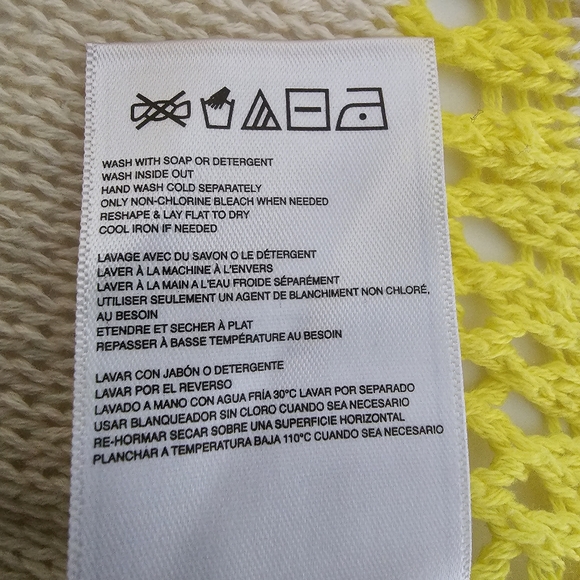 WASH WITH SOAP OR DETERGENT
WASH INSIDE OUT
HAND WASH COLD SEPARATELY
ONLY NON-CHLORINE BLEACH WHEN NEEDED
RESHAPE & LAY FLAT TO DRY
COOL IRON IF NEEDED
LAVAGE AVEC DU SAVON O LE DÉTERGENT
LAVER À LA MACHINE À L'ENVERS
LAVER À LA MAIN A L'EAU FROIDE SÉPARÉMENT
UTILISER SEULEMENT UN AGENT DE BLANCHIMENT NON CHLORÉ,
AU BESOIN
ETENDRE ET SECHER À PLAT
REPASSER À BASSE TEMPÉRATURE AU BESOIN
LAVAR CON JABÓN O DETERGENTE
LAVAR POR EL REVERSO
LAVADO A MANO CON AGUA FRÍA 30°C LAVAR POR SEPARADO
USAR BLANQUEADOR SIN CLORO CUANDO SEA NECESARIO
RE-HORMAR SECAR SOBRE UNA SUPERFICIE HORIZONTAL
PLANCHAR A TEMPERATURA BAJA 110°C CUANDO SEA NECESARIO